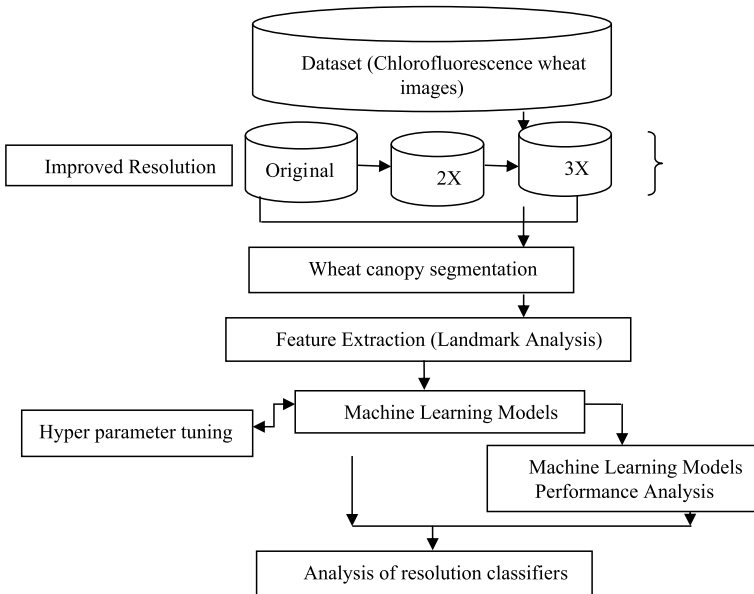 Dataset (Chlorofluorescence wheat
images)
Improved Resolution
Original
2X
3X
Wheat canopy segmentation
Feature Extraction (Landmark Analysis)
Machine Learning Models
Hyper parameter tuning
Machine Learning Models
Performance Analysis
Analysis of resolution classifiers